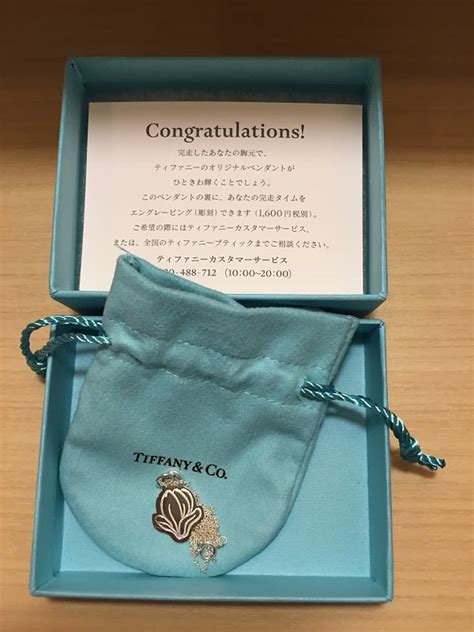 Congratulations!
完走したあなたの胸元で、
ティファニーのオリジナルペンダントが
ひときわ輝くことでしょう。
このペンダントの裏に、あなたの完走タイムを
エングレービング(彫刻)できます(1,600円税別)。
ご希望の際にはティファニーカスタマーサービス、
または、全国のティファニーブティックまでご相談ください。
ティファニーカスタマーサービス
20-488-712 (10:00~20:00)
TIFFANY & CO.